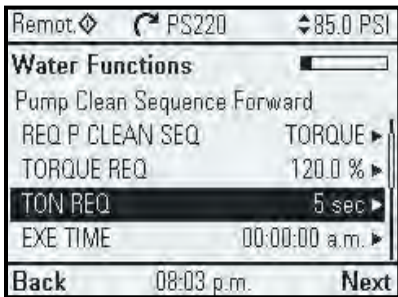 Remot. PS220 85.0 PSI
Water Functions
Pump Clean Sequence Forward
REQ P CLEAN SEQ TORQUE
TORQUE REQ 120.0 %
TON REQ 5 sec
EXE TIME 00:00:00 a.m.
Back 08:03 p.m. Next